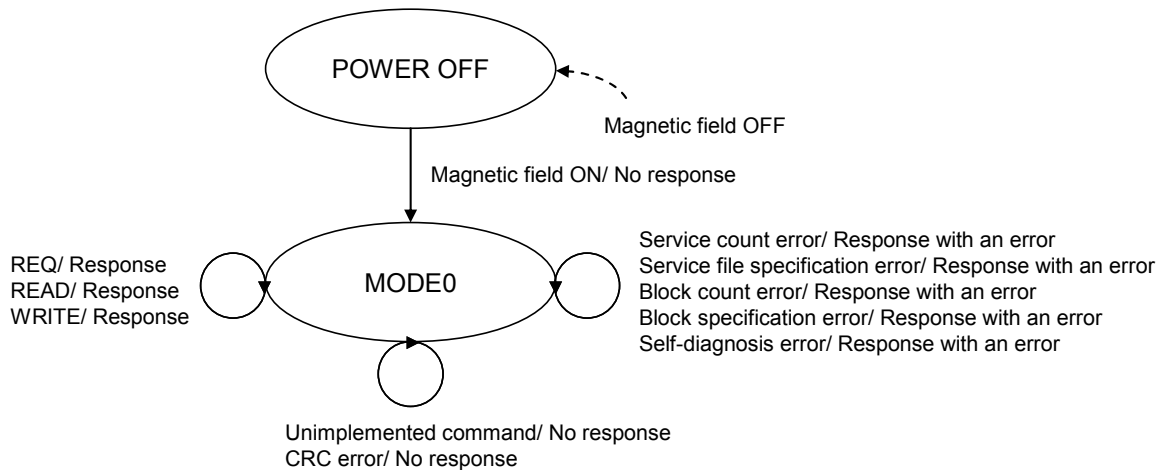 POWER OFF
Magnetic field OFF
Magnetic field ON/ No response
REQ/ Response
READ/ Response
WRITE/ Response
MODE0
Service count error/ Response with an error
Service file specification error/ Response with an error
Block count error/ Response with an error
Block specification error/ Response with an error
Self-diagnosis error/ Response with an error
Unimplemented command/ No response
CRC error/ No response